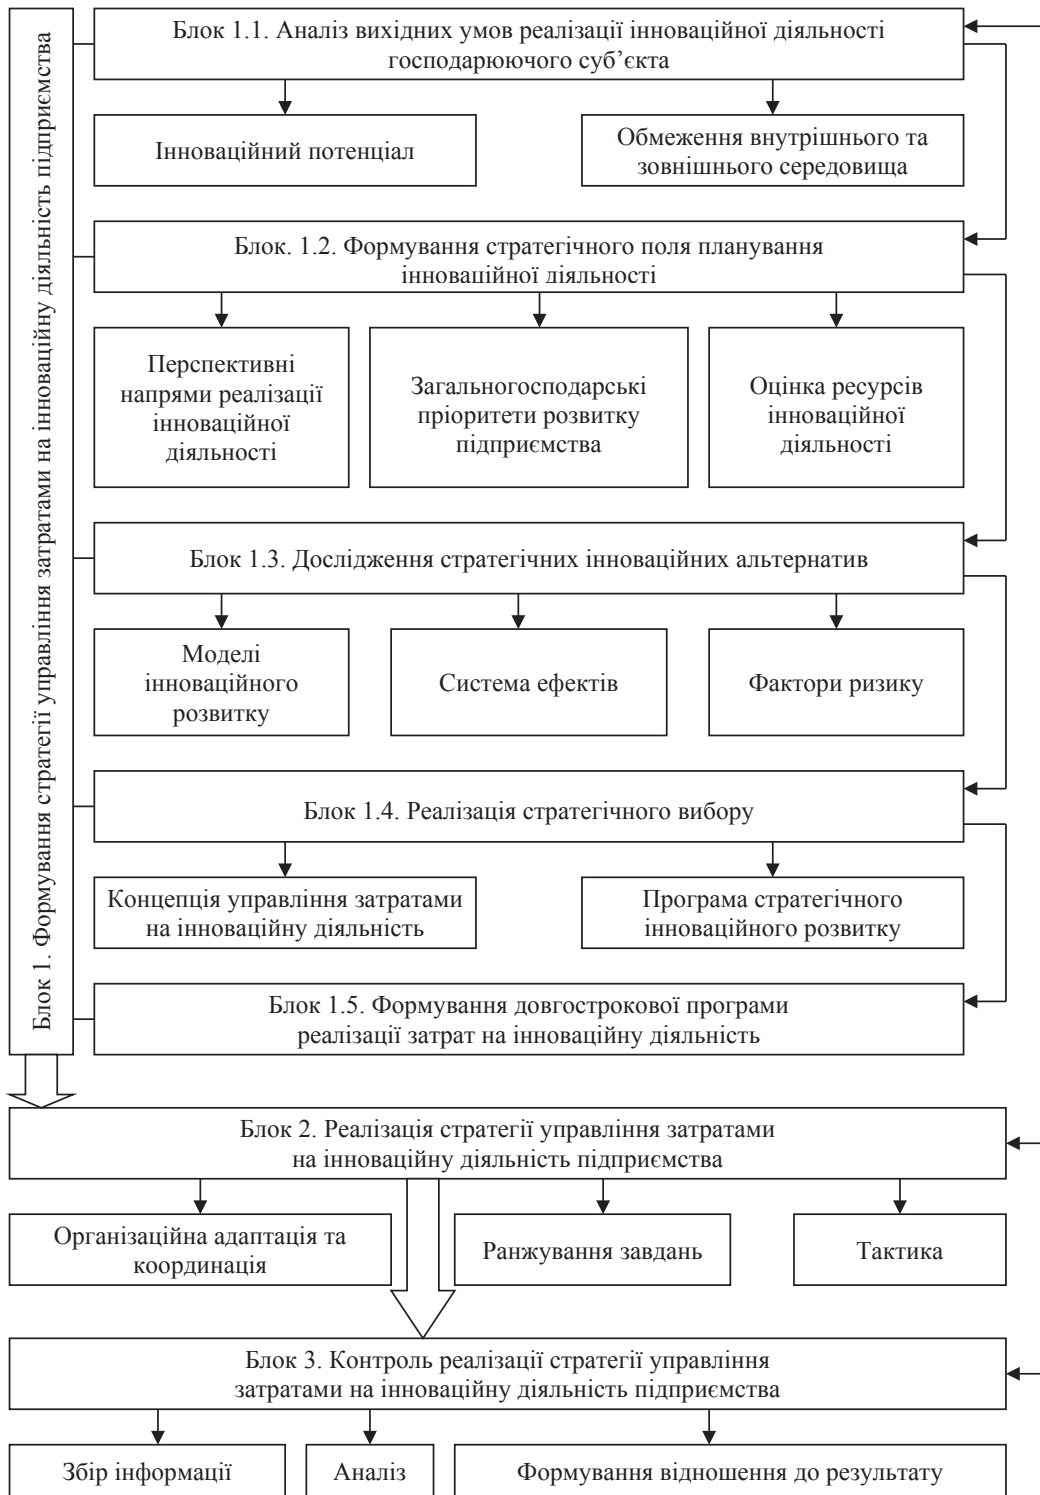 Блок 1. Формування стратегії управління затратами на інноваційну діяльність підприємства
Блок 1.1. Аналіз вихідних умов реалізації інноваційної діяльності
господарюючого суб’єкта
Інноваційний потенціал
Обмеження внутрішнього та
зовнішнього середовища
Блок. 1.2. Формування стратегічного поля планування
інноваційної діяльності
Перспективні
напрями реалізації
інноваційної
діяльності
Загальногосподарські
пріоритети розвитку
підприємства
Оцінка ресурсів
інноваційної
діяльності
Блок 1.3. Дослідження стратегічних інноваційних альтернатив
Моделі
інноваційного
розвитку
Система ефектів
Фактори ризику
Блок 1.4. Реалізація стратегічного вибору
Концепція управління затратами
на інноваційну діяльність
Програма стратегічного
інноваційного розвитку
Блок 1.5. Формування довгострокової програми
реалізації затрат на інноваційну діяльність
Блок 2. Реалізація стратегії управління затратами
на інноваційну діяльність підприємства
Організаційна адаптація та
координація
Ранжування завдань
Тактика
Блок 3. Контроль реалізації стратегії управління
затратами на інноваційну діяльність підприємства
Збір інформації
Аналіз
Формування відношення до результату